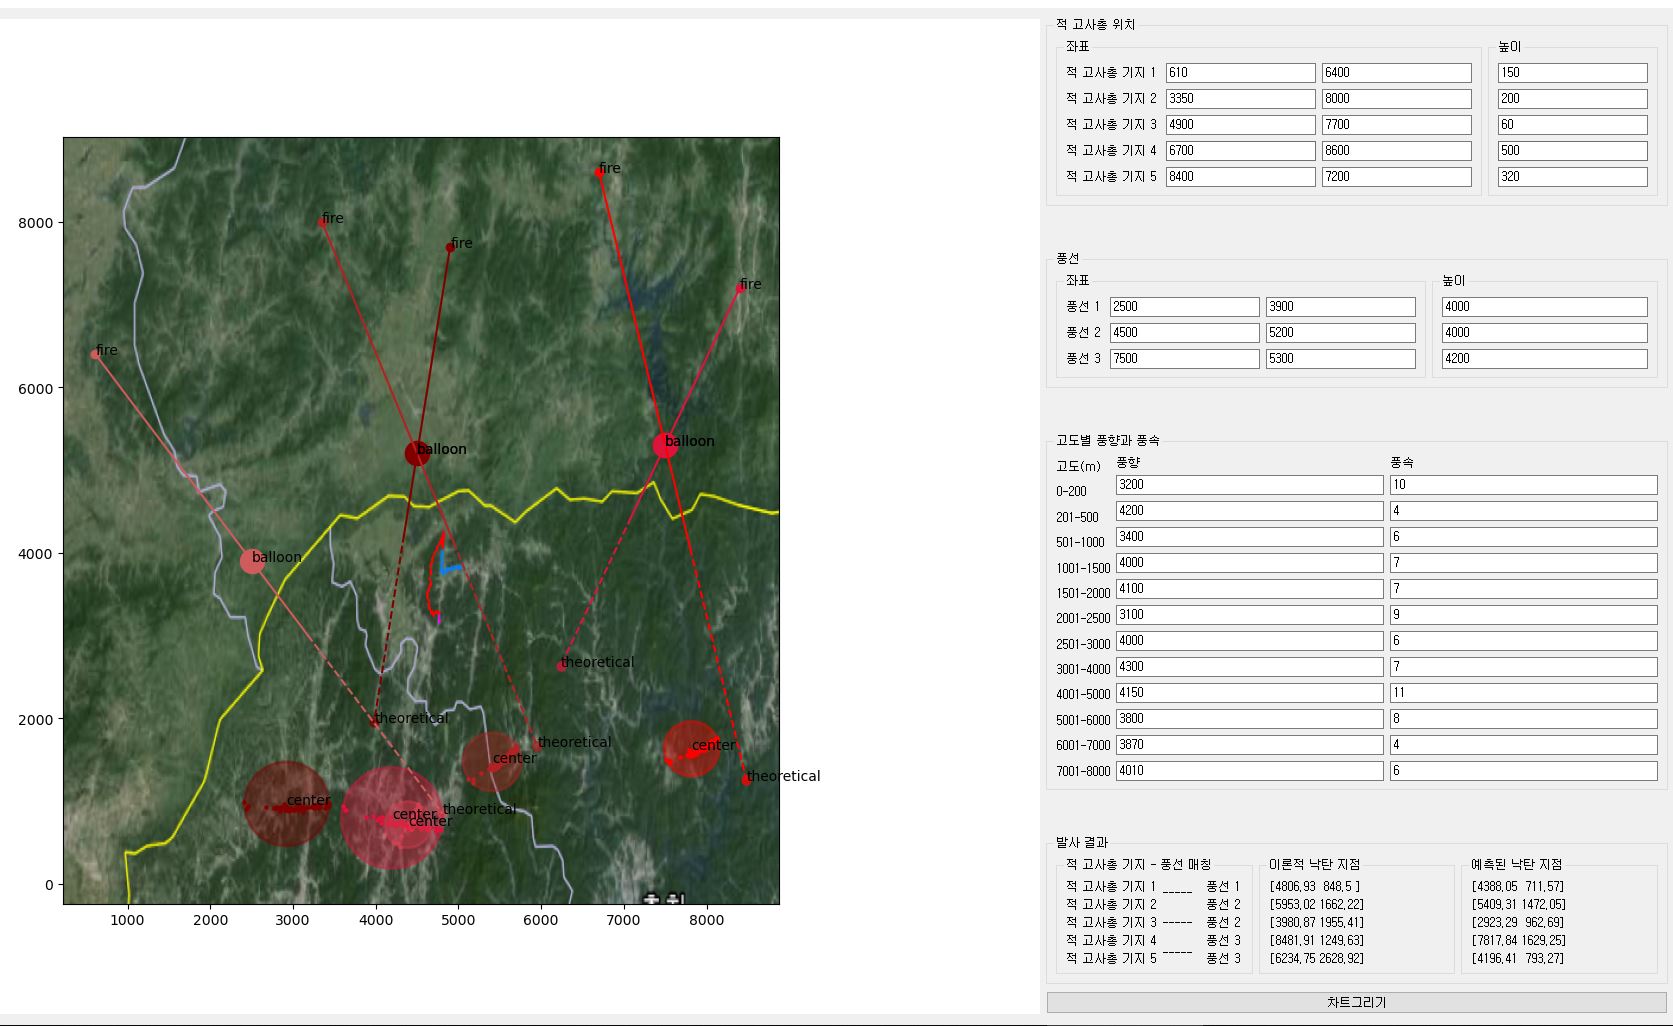 8000
6000
4000
2000
0
1000 2000 3000 4000 5000 6000 7000 8000
fire
fire
fire
fire
fire
balloon
balloon
balloon
theoretical
theoretical
theoretical
theoretical
theoretical
center
center
center
center
center
적 고사총 위치
좌표 높이
적 고사총 기지 1 610 6400 150
적 고사총 기지 2 3350 8000 200
적 고사총 기지 3 4900 7700 60
적 고사총 기지 4 6700 8600 500
적 고사총 기지 5 8400 7200 320
풍선
좌표 높이
풍선 1 2500 3900 4000
풍선 2 4500 5200 4000
풍선 3 7500 5300 4200
고도별 풍향과 풍속
고도(m) 풍향 풍속
0-200 3200 10
201-500 4200 4
501-1000 3400 6
1001-1500 4000 7
1501-2000 4100 7
2001-2500 3100 9
2501-3000 4000 6
3001-4000 4300 7
4001-5000 4150 11
5001-6000 3800 8
6001-7000 3870 4
7001-8000 4010 6
발사 결과
적 고사총 기지 - 풍선 매칭 이론적 낙탄 지점 예측된 낙탄 지점
적 고사총 기지 1 _____ 풍선 1 [4806,93 848,5 ] [4388,05 711,57]
적 고사총 기지 2 풍선 2 [5953,02 1662,22] [5409,31 1472,05]
적 고사총 기지 3 ----- 풍선 2 [3980,87 1955,41] [2923,29 962,69]
적 고사총 기지 4 풍선 3 [8481,91 1249,63] [7817,84 1629,25]
적 고사총 기지 5 ----- 풍선 3 [6234,75 2628,92] [4196,41 793,27]
차트그리기